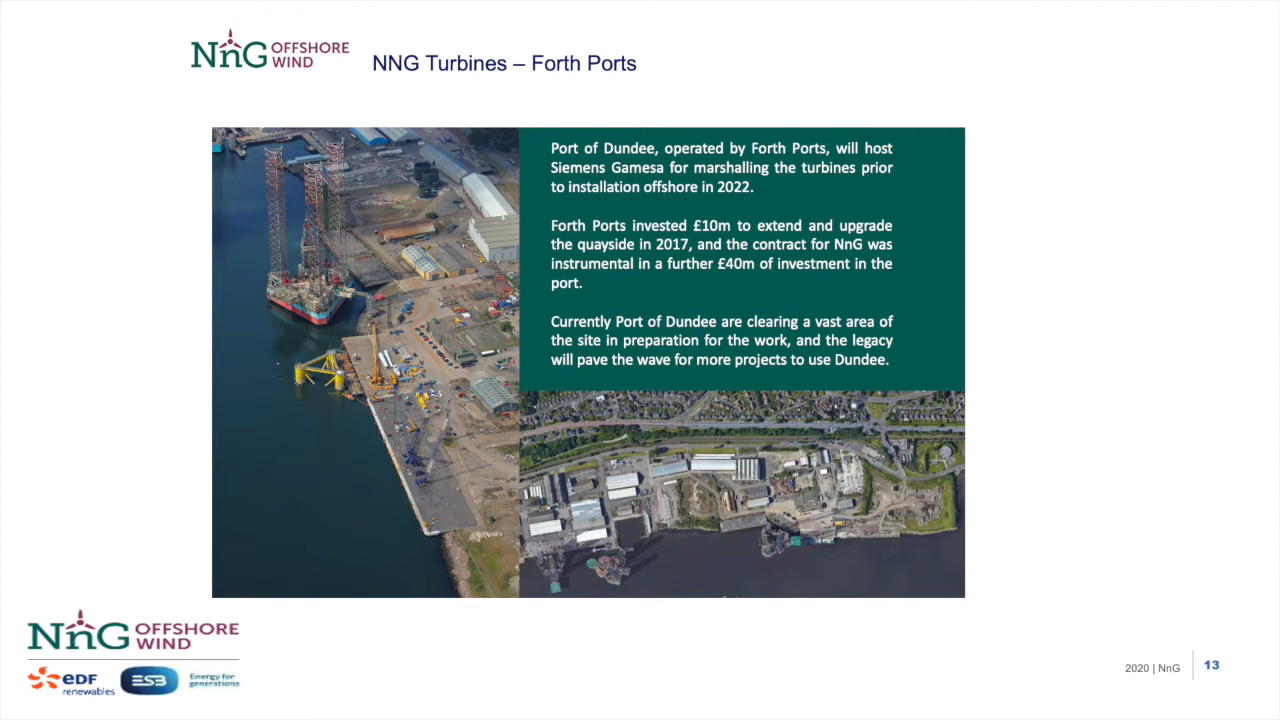 NnG OFFSHORE
WIND
NNG Turbines – Forth Ports
Port of Dundee, operated by Forth Ports, will host
Siemens Gamesa for marshalling the turbines prior
to installation offshore in 2022.
Forth Ports invested £10m to extend and upgrade
the quayside in 2017, and the contract for NnG was
instrumental in a further £40m of investment in the
port.
Currently Port of Dundee are clearing a vast area of
the site in preparation for the work, and the legacy
will pave the wave for more projects to use Dundee.
NnG OFFSHORE
WIND
eDF
renewables
ESB
Energy for
generations
2020 | NnG
13